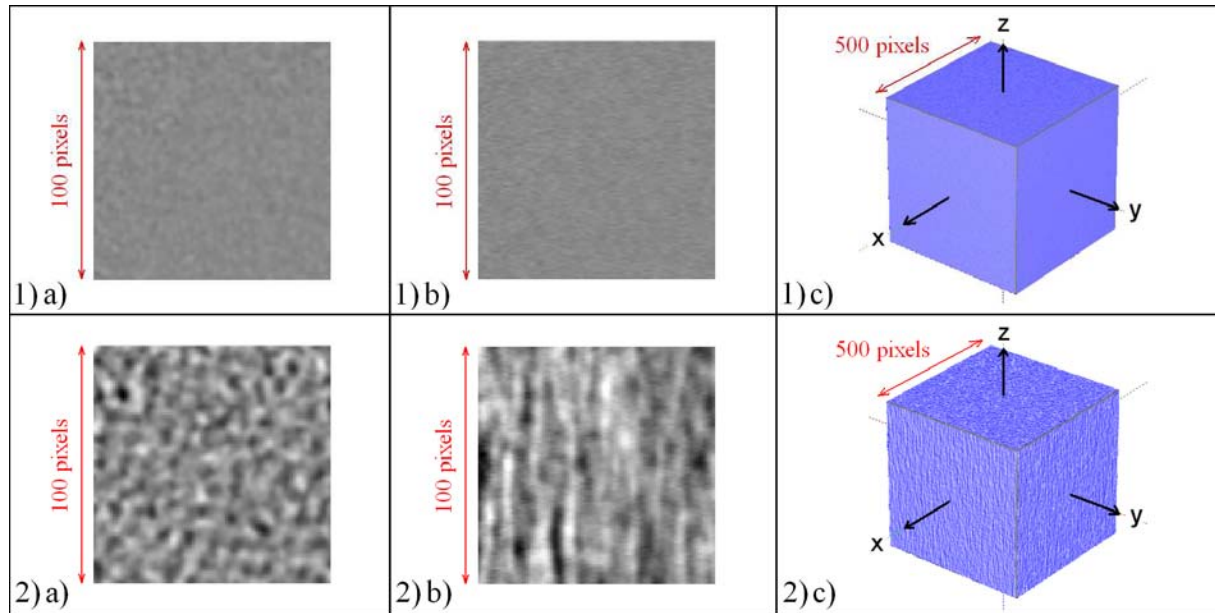 100 pixels
1) a)
100 pixels
1) b)
500 pixels
z
x
y
1) c)
100 pixels
2) a)
100 pixels
2) b)
500 pixels
z
x
y
2) c)